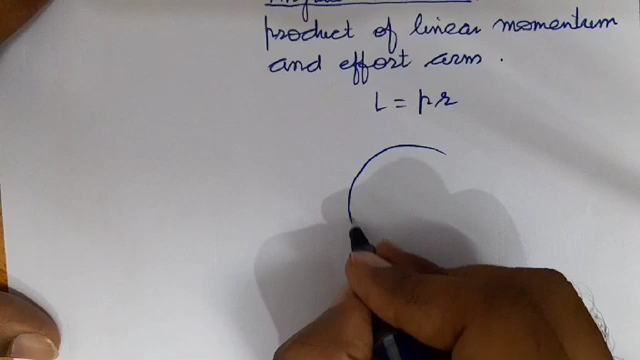 product of linear momentum
and effort arm.
L = pr